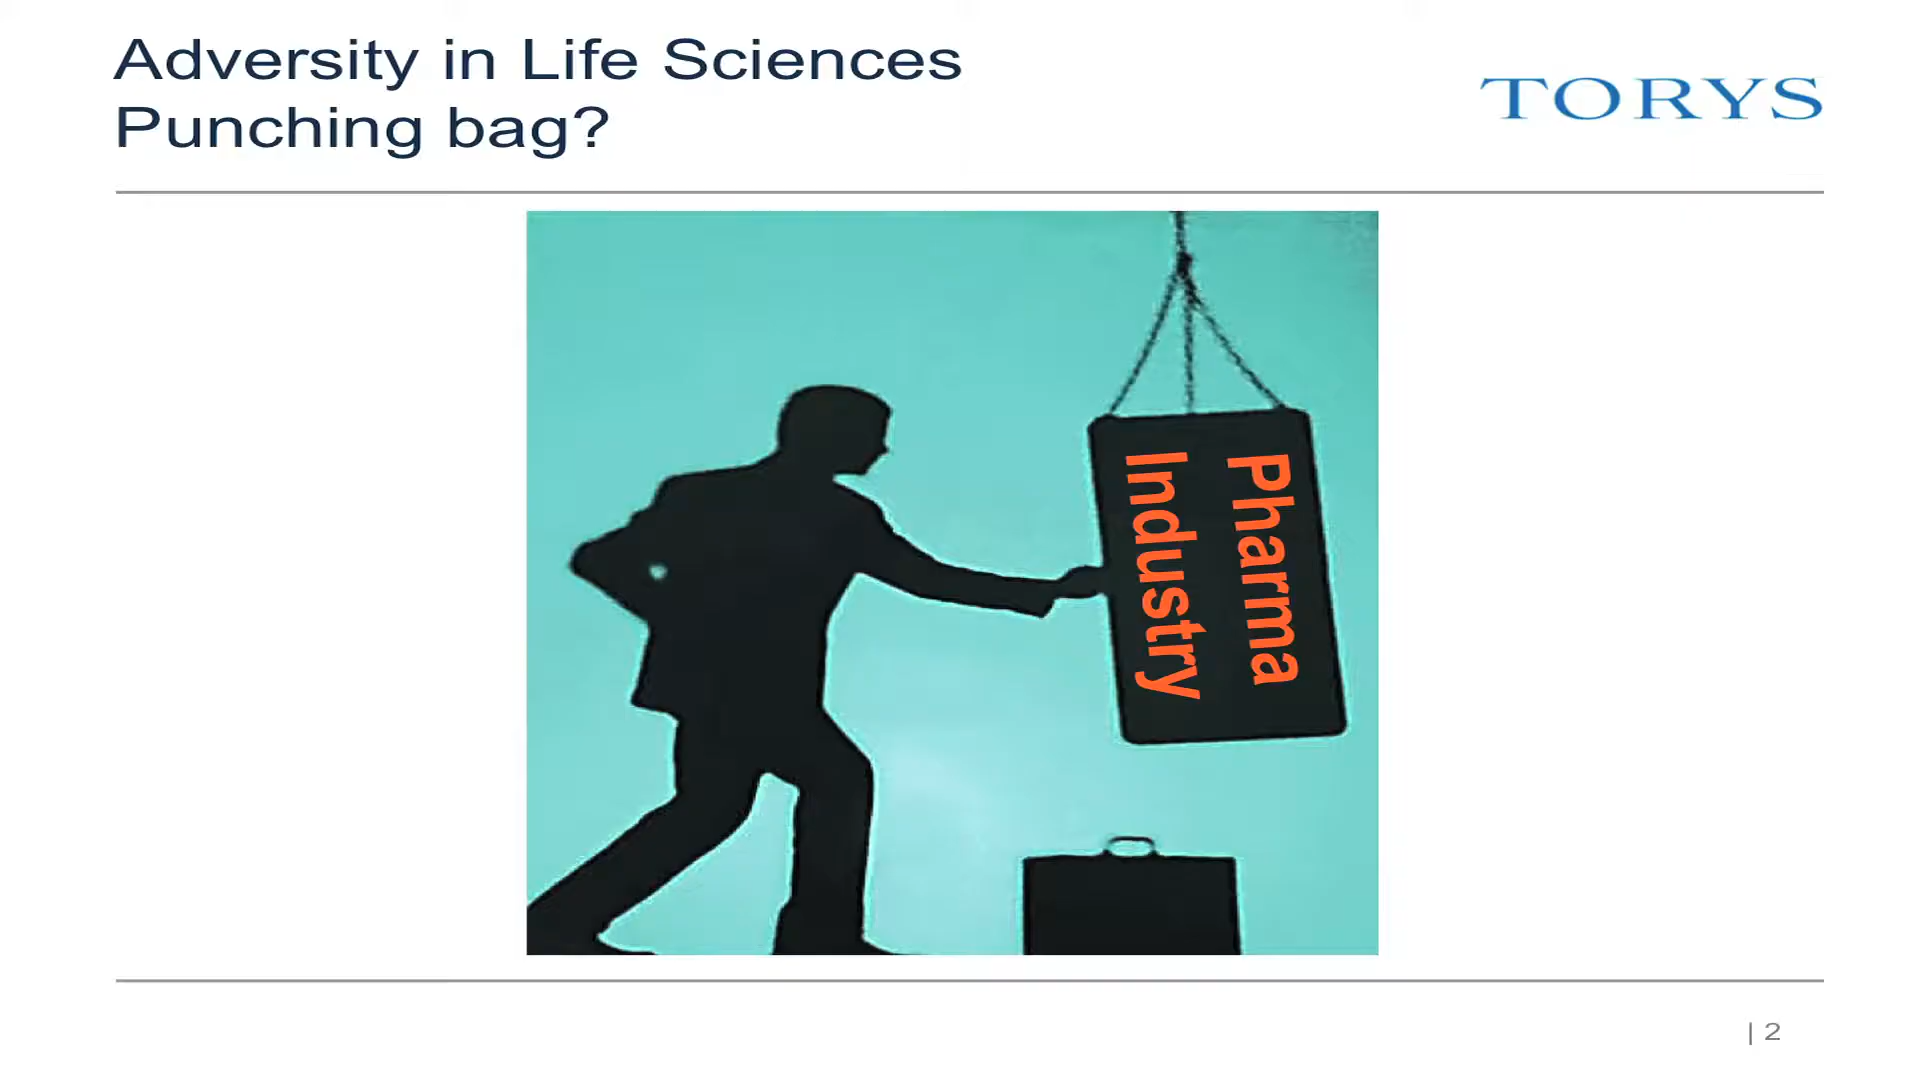 Adversity in Life Sciences
Punching bag?
TORYS
Pharma
Industry
| 2